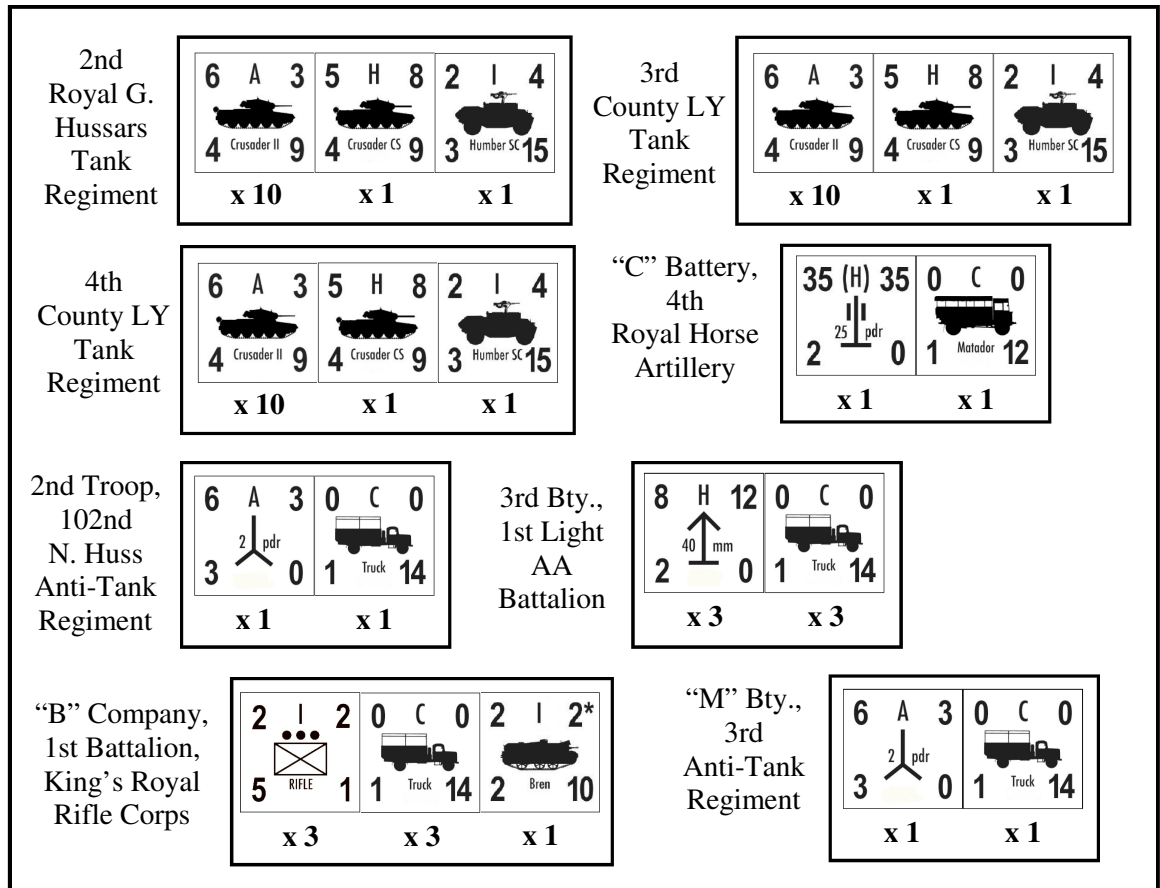 2nd
Royal G.
Hussars
Tank
Regiment
6 A 3 5 H 8 2 I 4
4 Crusader II 9 4 Crusader CS 9 3 Humber SC 15
x 10 x 1 x 1
3rd
County LY
Tank
Regiment
6 A 3 5 H 8 2 I 4
4 Crusader II 9 4 Crusader CS 9 3 Humber SC 15
x 10 x 1 x 1
4th
County LY
Tank
Regiment
6 A 3 5 H 8 2 I 4
4 Crusader II 9 4 Crusader CS 9 3 Humber SC 15
x 10 x 1 x 1
“C” Battery,
4th
Royal Horse
Artillery
35 (H) 35 0 C 0
25 pdr
2 0 1 Matador 12
x 1 x 1
2nd Troop,
102nd
N. Huss
Anti-Tank
Regiment
6 A 3 0 C 0
2 pdr
3 0 1 Truck 14
x 1 x 1
3rd Bty.,
1st Light
AA
Battalion
8 H 12 0 C 0
40 mm
2 0 1 Truck 14
x 3 x 3
“B” Company,
1st Battalion,
King’s Royal
Rifle Corps
2 I 2 0 C 0 2 I 2*
5 RIFLE 1 1 Truck 14 2 Bren 10
x 3 x 3 x 1
“M” Bty.,
3rd
Anti-Tank
Regiment
6 A 3 0 C 0
2 pdr
3 0 1 Truck 14
x 1 x 1